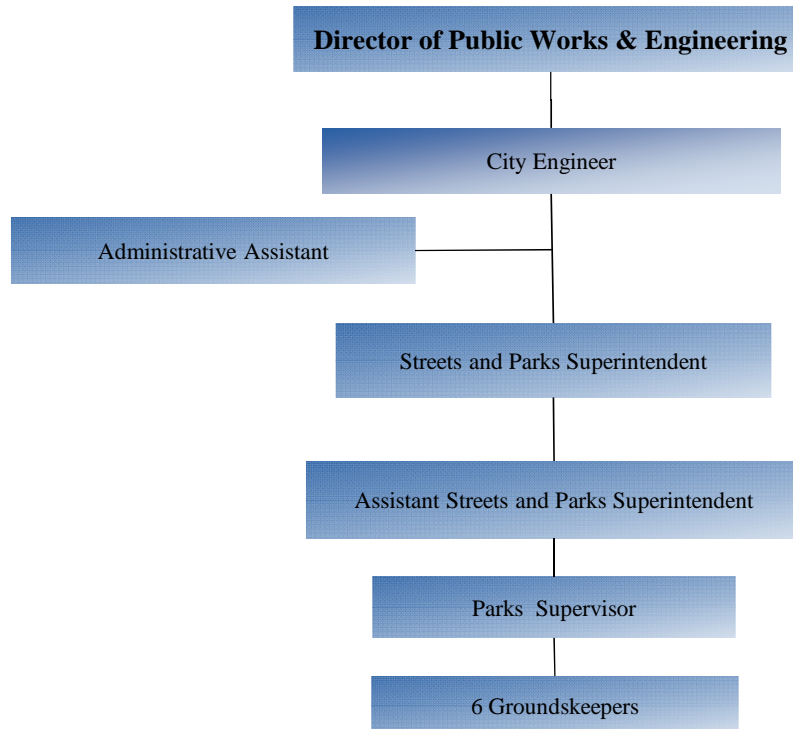 Director of Public Works & Engineering
City Engineer
Administrative Assistant
Streets and Parks Superintendent
Assistant Streets and Parks Superintendent
Parks Supervisor
6 Groundskeepers